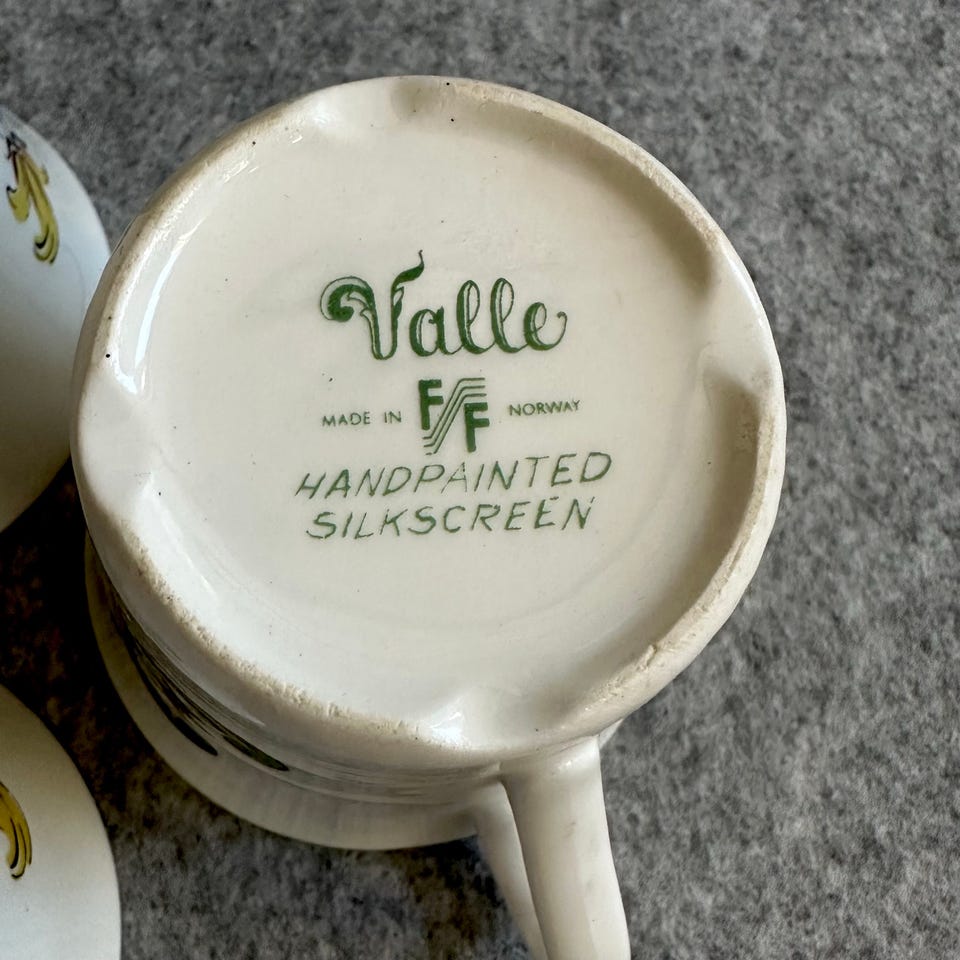 Valle
MADE IN F/F NORWAY
HANDPAINTED
SILKSCREEN